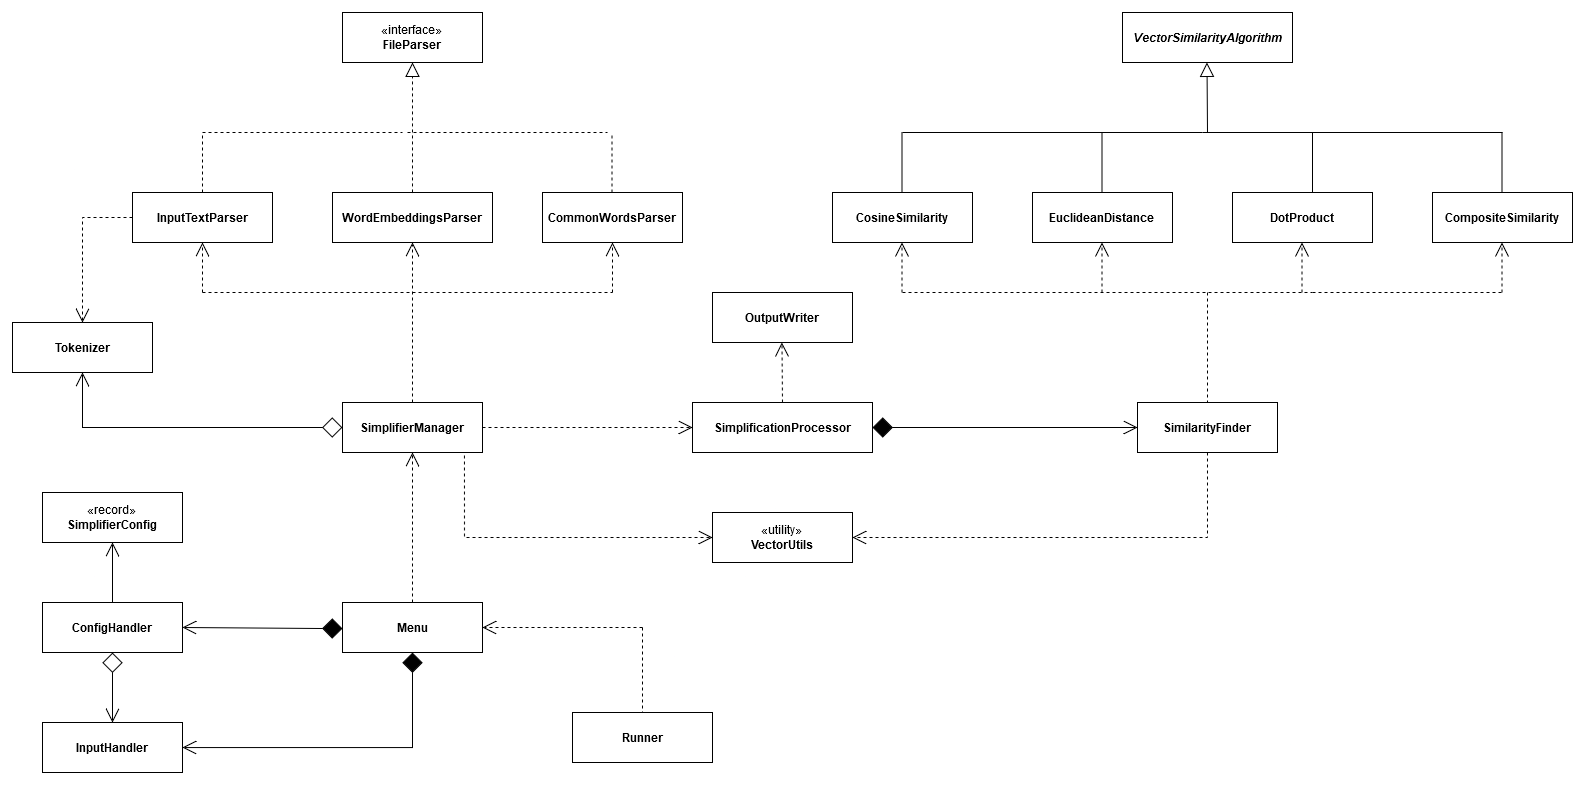 «interface»
FileParser
VectorSimilarityAlgorithm
InputTextParser
WordEmbeddingsParser
CommonWordsParser
CosineSimilarity
EuclideanDistance
DotProduct
CompositeSimilarity
OutputWriter
Tokenizer
SimplifierManager
SimplificationProcessor
SimilarityFinder
«record»
SimplifierConfig
«utility»
VectorUtils
ConfigHandler
Menu
Runner
InputHandler